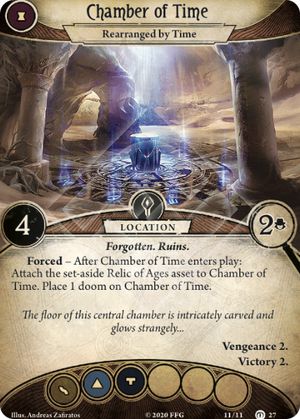 Chamber of Time
Rearranged by Time
4
2
LOCATION
Forgotten. Ruins.
Forced – After Chamber of Time enters play:
Attach the set-aside Relic of Ages asset to Chamber of
Time. Place 1 doom on Chamber of Time.
The floor of this central chamber is intricately carved and
glows strangely...
Vengeance 2.
Victory 2.
Illus. Andreas Zafiratos
© 2020 FFG
11/11
27